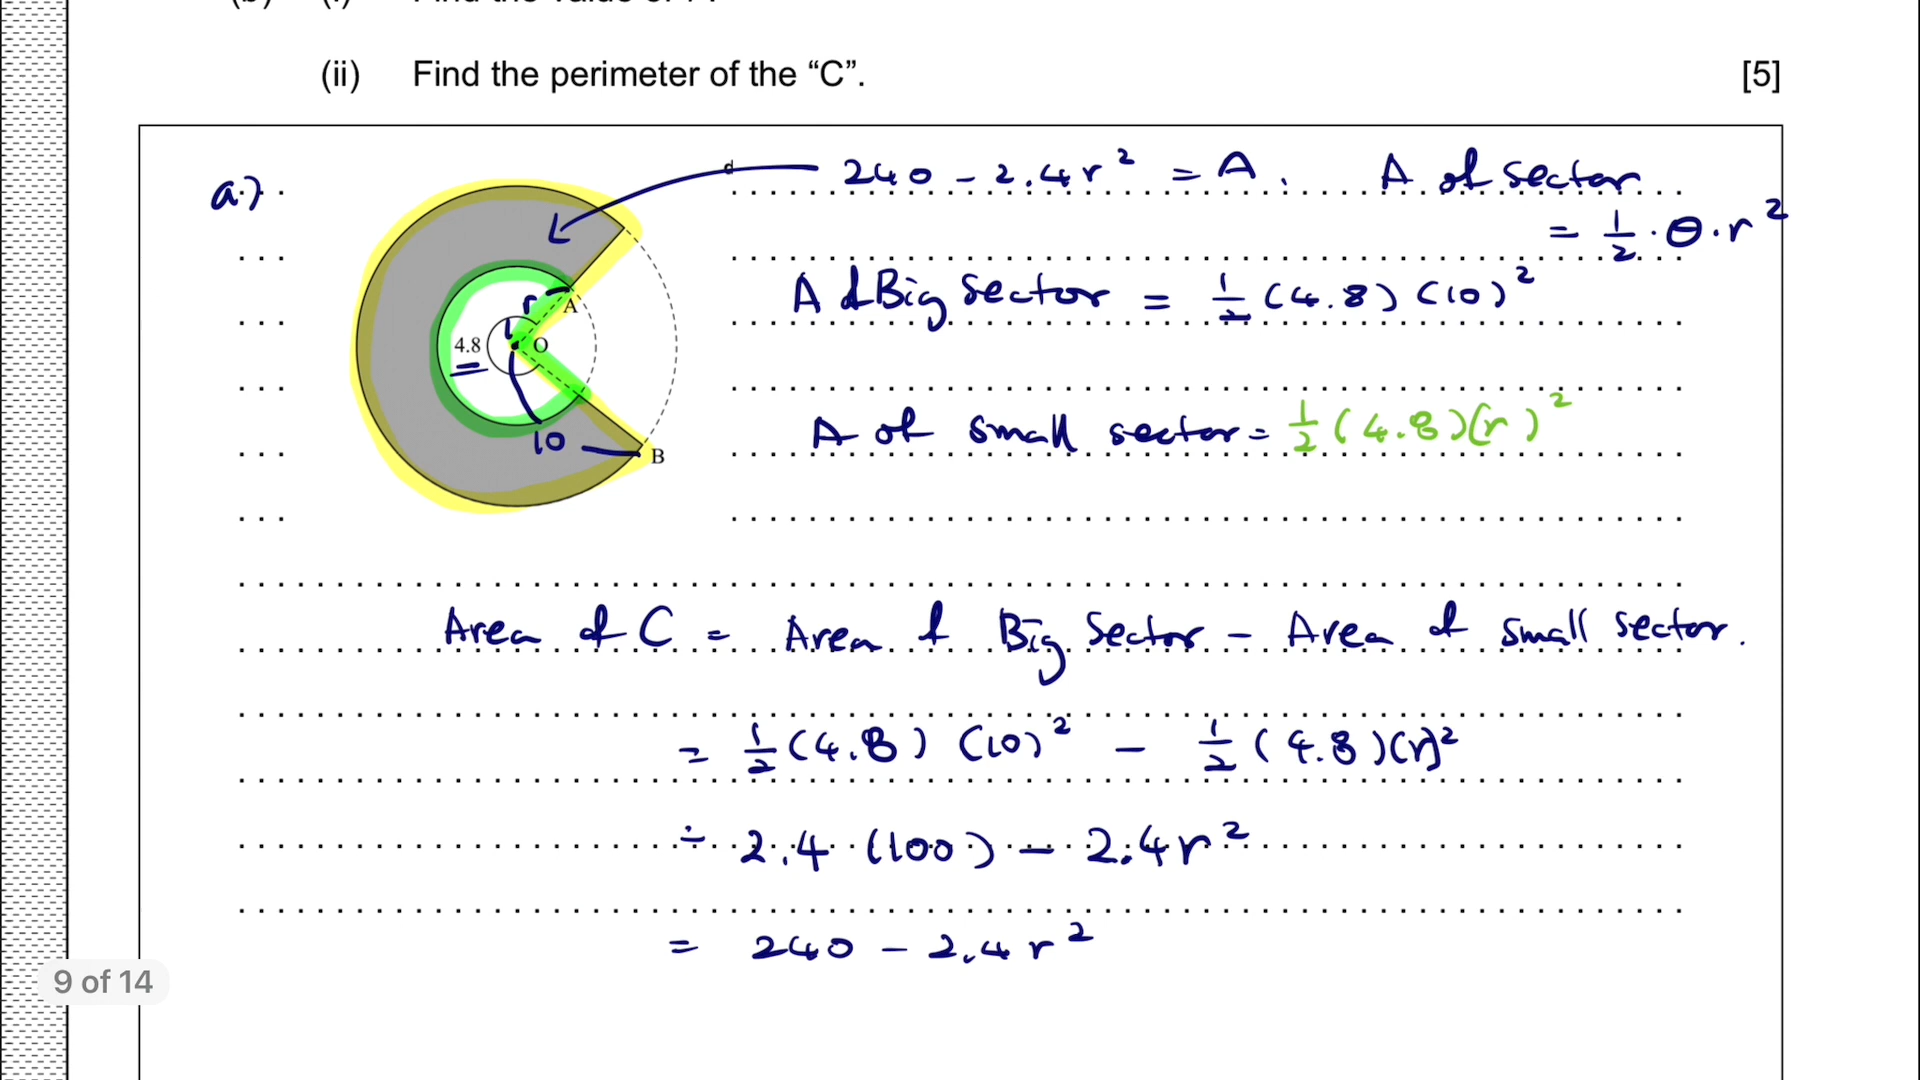 (ii) Find the perimeter of the “C”. [5]
a.)
240 - 2.4r² = A. A of sector
= 1/2 · θ · r²
A of Big Sector = 1/2 (4.8) (10)²
r
A
4.8
O
10
B
A of small sector = 1/2 (4.8)(r)²
Area of C = Area of Big Sector - Area of small sector.
= 1/2 (4.8) (10)² - 1/2 (4.8)(r)²
= 2.4 (100) - 2.4r²
= 240 - 2.4r²
9 of 14